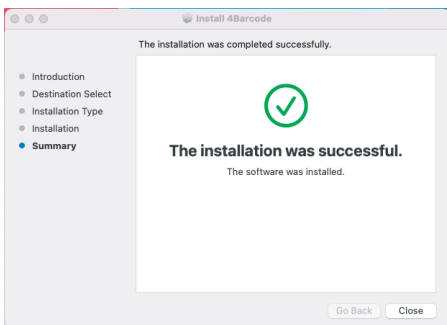 Install 4Barcode
The installation was completed successfully.
Introduction
Destination Select
Installation Type
Installation
Summary
The installation was successful.
The software was installed.
Go Back
Close